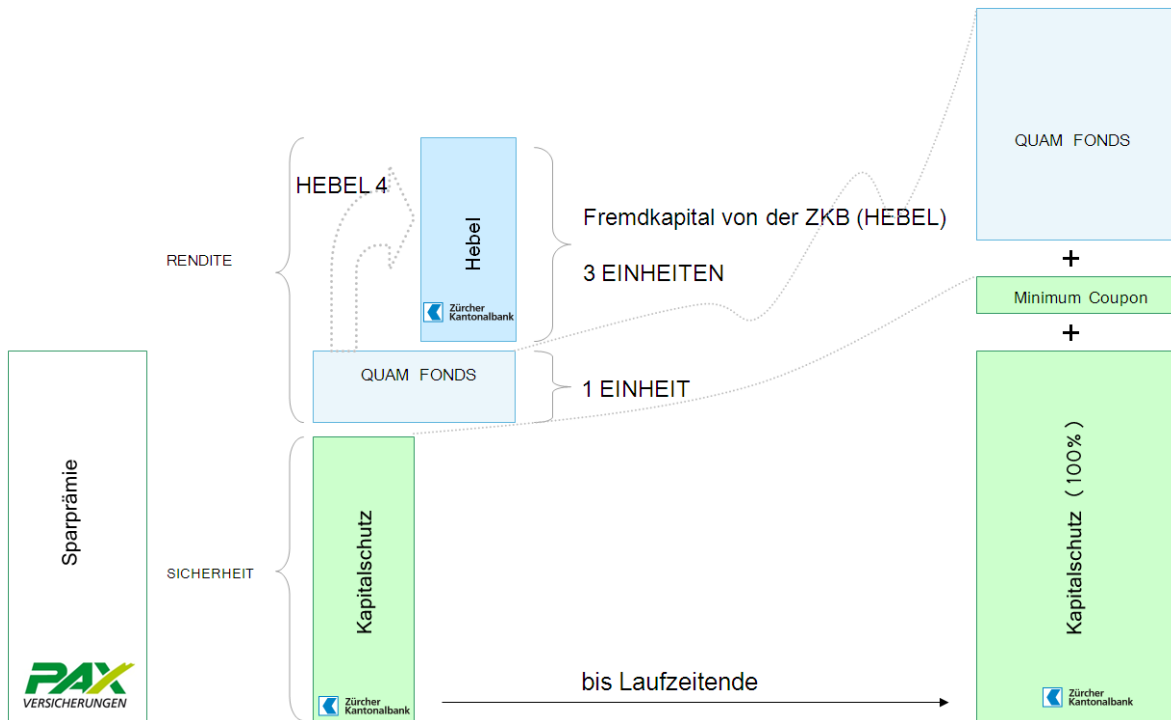 QUAM FONDS
HEBEL 4
Hebel
Fremdkapital von der ZKB (HEBEL)
RENDITE
3 EINHEITEN
+
Minimum Coupon
Zürcher
Kantonalbank
+
QUAM FONDS
1 EINHEIT
Sparprämie
Kapitalschutz
Kapitalschutz (100%)
SICHERHEIT
PAX
VERSICHERUNGEN
bis Laufzeitende
Zürcher
Kantonalbank
Zürcher
Kantonalbank